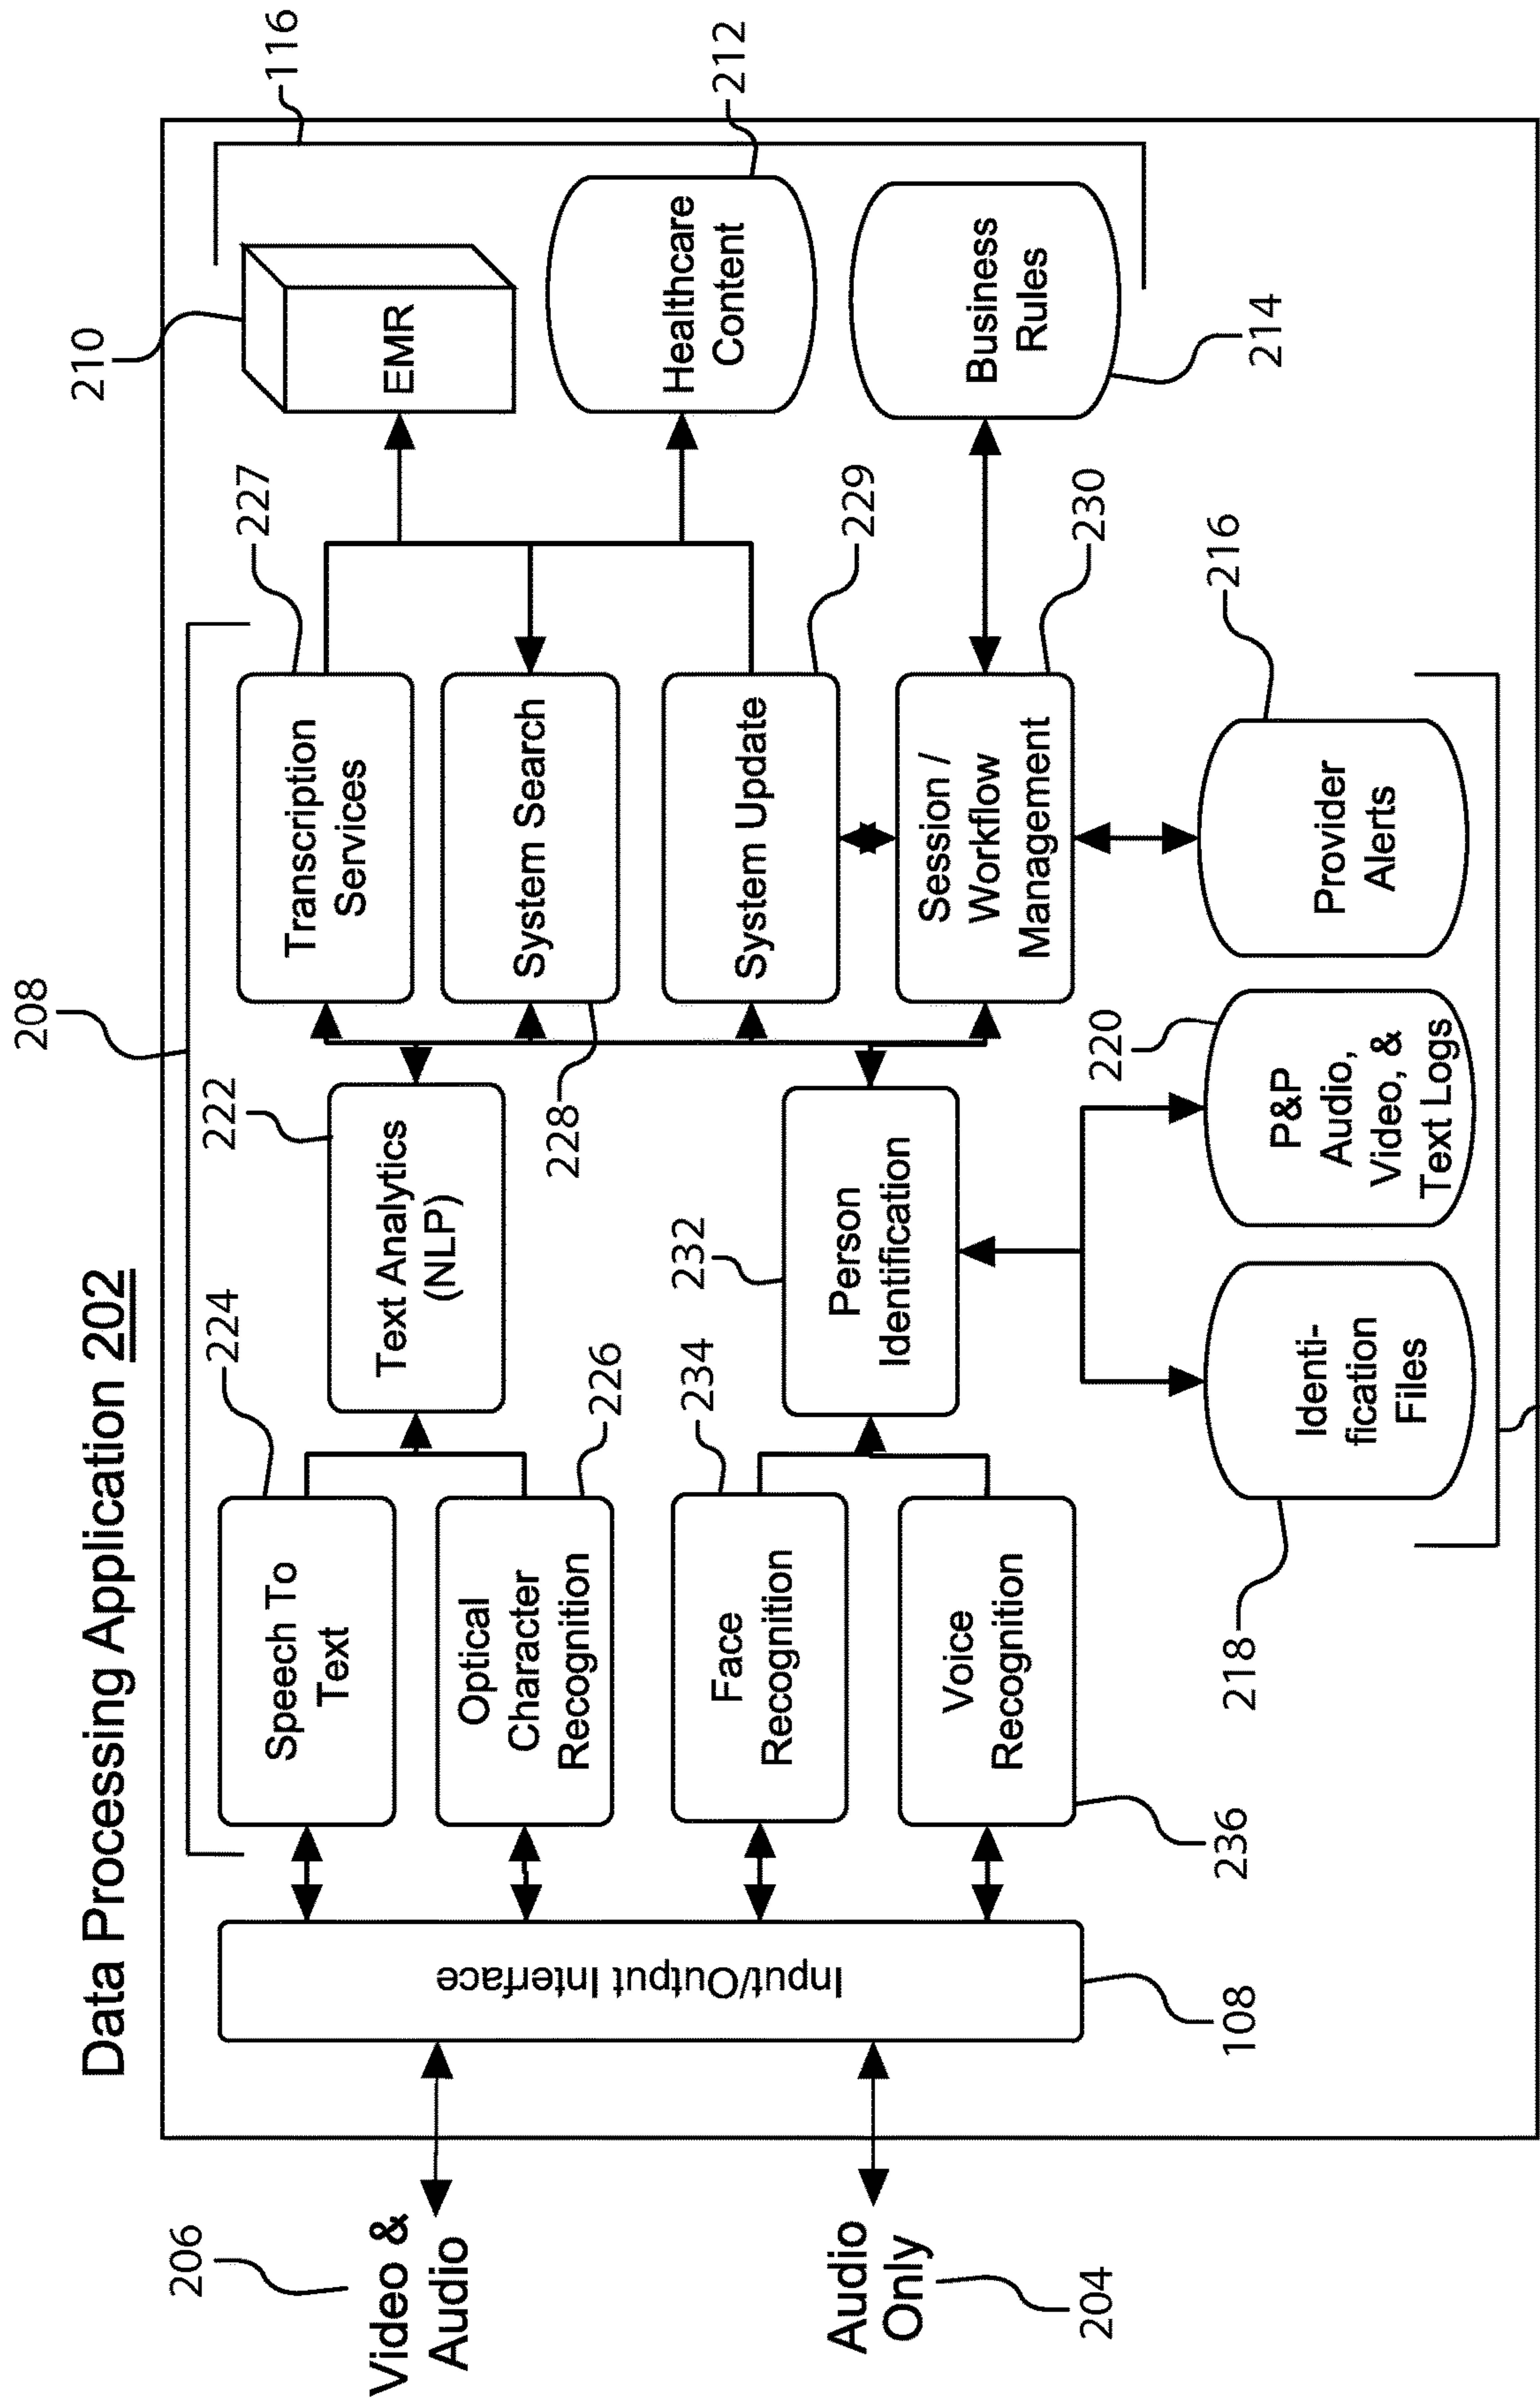 Data Processing Application 202
208
116
206
Video &
Audio
204
Audio
Only
Input/Output Interface
108
224
Speech To
Text
226
Optical
Character
Recognition
234
Face
Recognition
236
Voice
Recognition
222
Text Analytics
(NLP)
232
Person
Identification
227
Transcription
Services
228
System Search
229
System Update
230
Session /
Workflow
Management
210
EMR
212
Healthcare
Content
214
Business
Rules
218
Identi-
fication
Files
220
P&P
Audio,
Video, &
Text Logs
216
Provider
Alerts